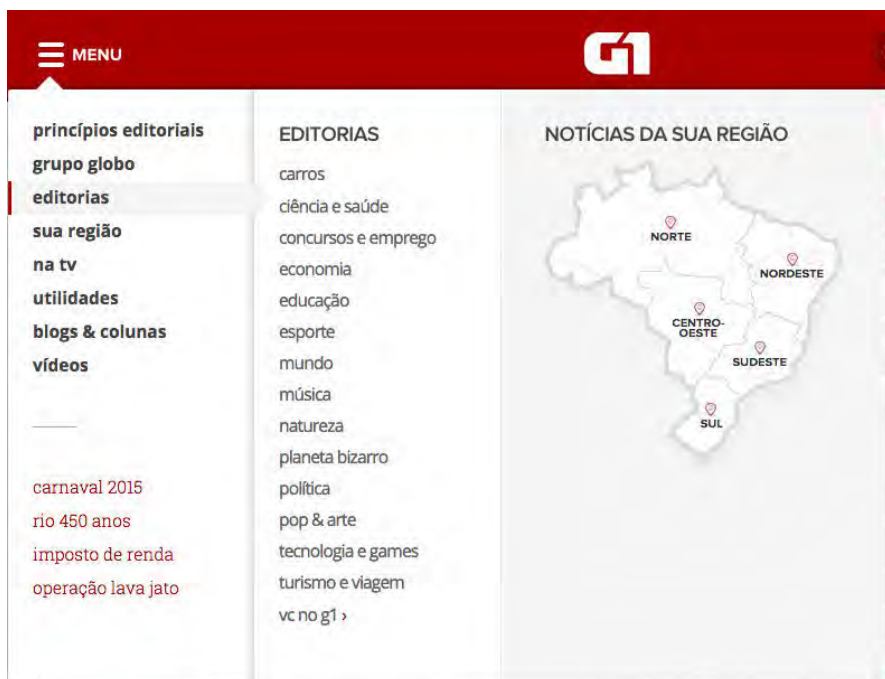 MENU
G1
princípios editoriais
grupo globo
editorias
sua região
na tv
utilidades
blogs & colunas
vídeos
carnaval 2015
rio 450 anos
imposto de renda
operação lava jato
EDITORIAS
carros
ciência e saúde
concursos e emprego
economia
educação
esporte
mundo
música
natureza
planeta bizarro
política
pop & arte
tecnologia e games
turismo e viagem
vc no g1 ›
NOTÍCIAS DA SUA REGIÃO
NORTE
NORDESTE
CENTRO-
OESTE
SUDESTE
SUL